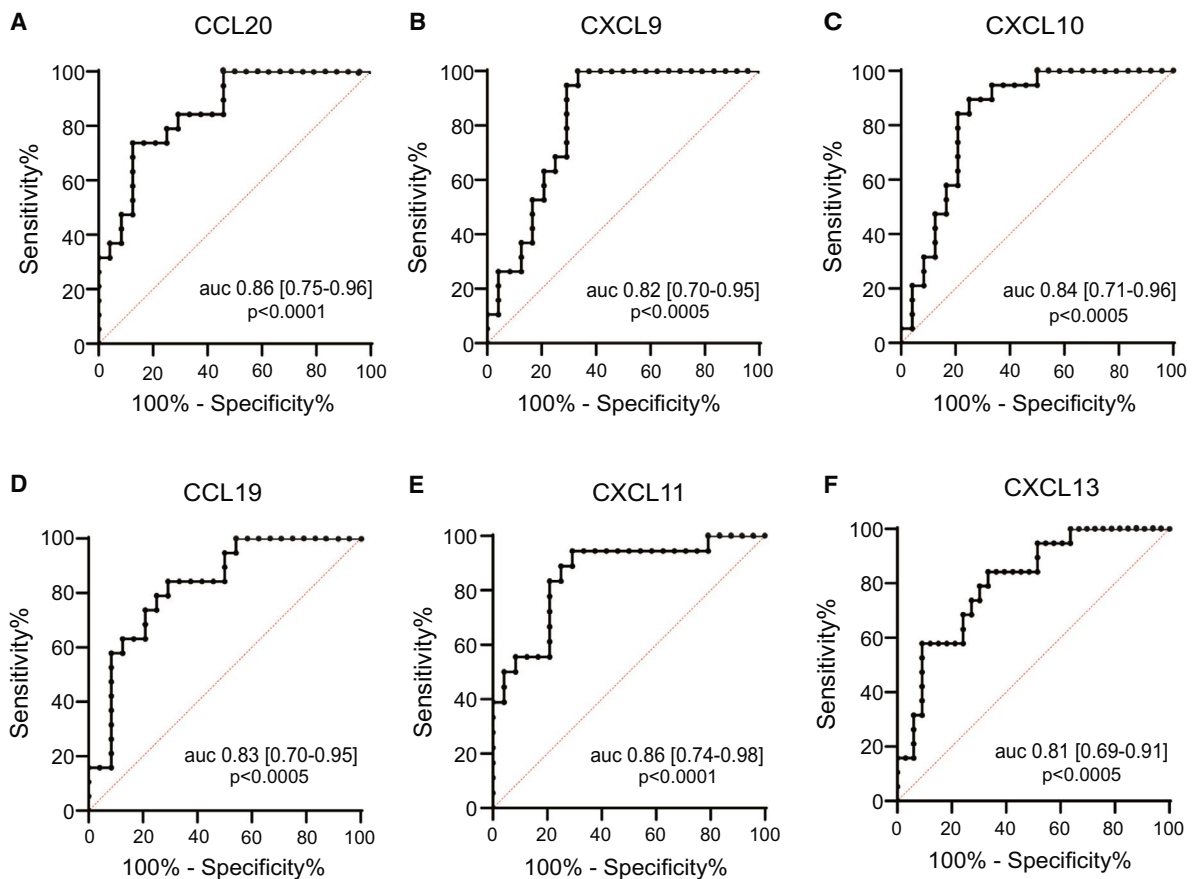 A
CCL20
Sensitivity%
100
80
60
40
20
0
auc 0.86 [0.75-0.96]
p<0.0001
0 20 40 60 80 100
100% - Specificity%
B
CXCL9
Sensitivity%
100
80
60
40
20
0
auc 0.82 [0.70-0.95]
p<0.0005
0 20 40 60 80 100
100% - Specificity%
C
CXCL10
Sensitivity%
100
80
60
40
20
0
auc 0.84 [0.71-0.96]
p<0.0005
0 20 40 60 80 100
100% - Specificity%
D
CCL19
Sensitivity%
100
80
60
40
20
0
auc 0.83 [0.70-0.95]
p<0.0005
0 20 40 60 80 100
100% - Specificity%
E
CXCL11
Sensitivity%
100
80
60
40
20
0
auc 0.86 [0.74-0.98]
p<0.0001
0 20 40 60 80 100
100% - Specificity%
F
CXCL13
Sensitivity%
100
80
60
40
20
0
auc 0.81 [0.69-0.91]
p<0.0005
0 20 40 60 80 100
100% - Specificity%